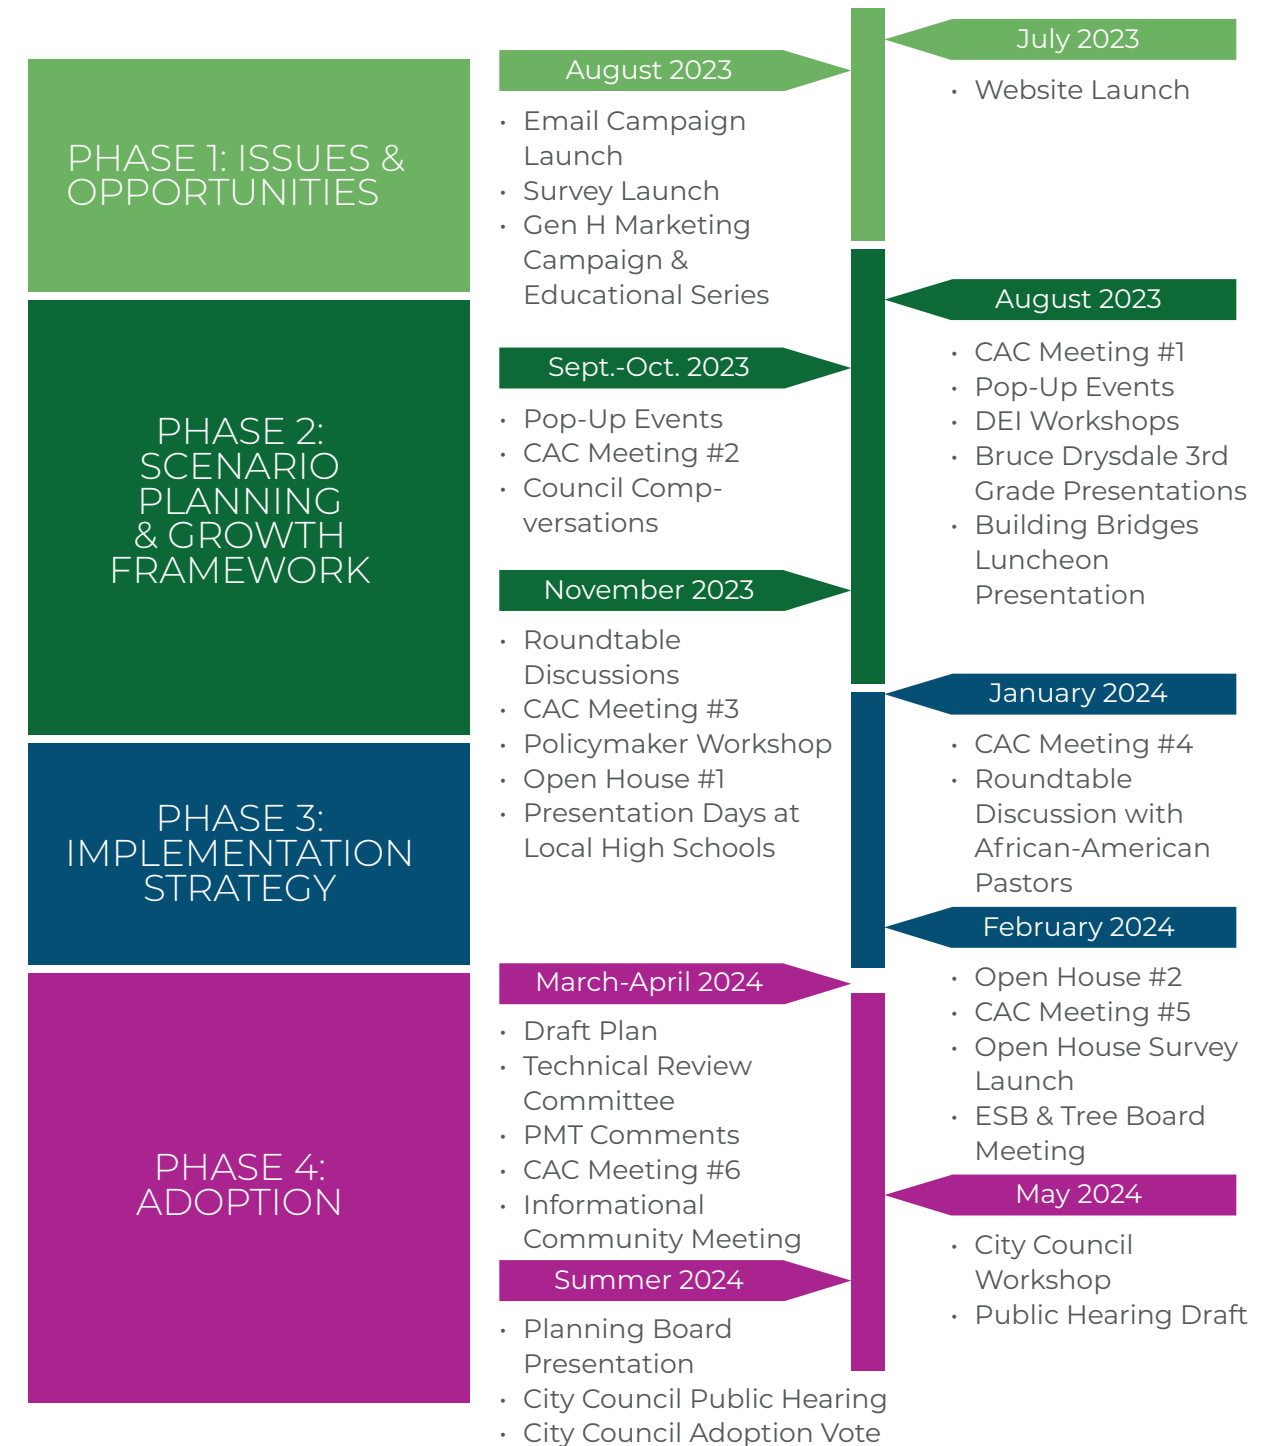 PHASE 1: ISSUES &
OPPORTUNITIES
PHASE 2:
SCENARIO
PLANNING
& GROWTH
FRAMEWORK
PHASE 3:
IMPLEMENTATION
STRATEGY
PHASE 4:
ADOPTION
July 2023
• Website Launch
August 2023
• Email Campaign
Launch
• Survey Launch
• Gen H Marketing
Campaign &
Educational Series
August 2023
• CAC Meeting #1
• Pop-Up Events
• DEI Workshops
• Bruce Drysdale 3rd
Grade Presentations
• Building Bridges
Luncheon
Presentation
Sept.-Oct. 2023
• Pop-Up Events
• CAC Meeting #2
• Council Comp-
versations
November 2023
• Roundtable
Discussions
• CAC Meeting #3
• Policymaker Workshop
• Open House #1
• Presentation Days at
Local High Schools
January 2024
• CAC Meeting #4
• Roundtable
Discussion with
African-American
Pastors
February 2024
• Open House #2
• CAC Meeting #5
• Open House Survey
Launch
• ESB & Tree Board
Meeting
March-April 2024
• Draft Plan
• Technical Review
Committee
• PMT Comments
• CAC Meeting #6
• Informational
Community Meeting
May 2024
• City Council
Workshop
• Public Hearing Draft
Summer 2024
• Planning Board
Presentation
• City Council Public Hearing
• City Council Adoption Vote